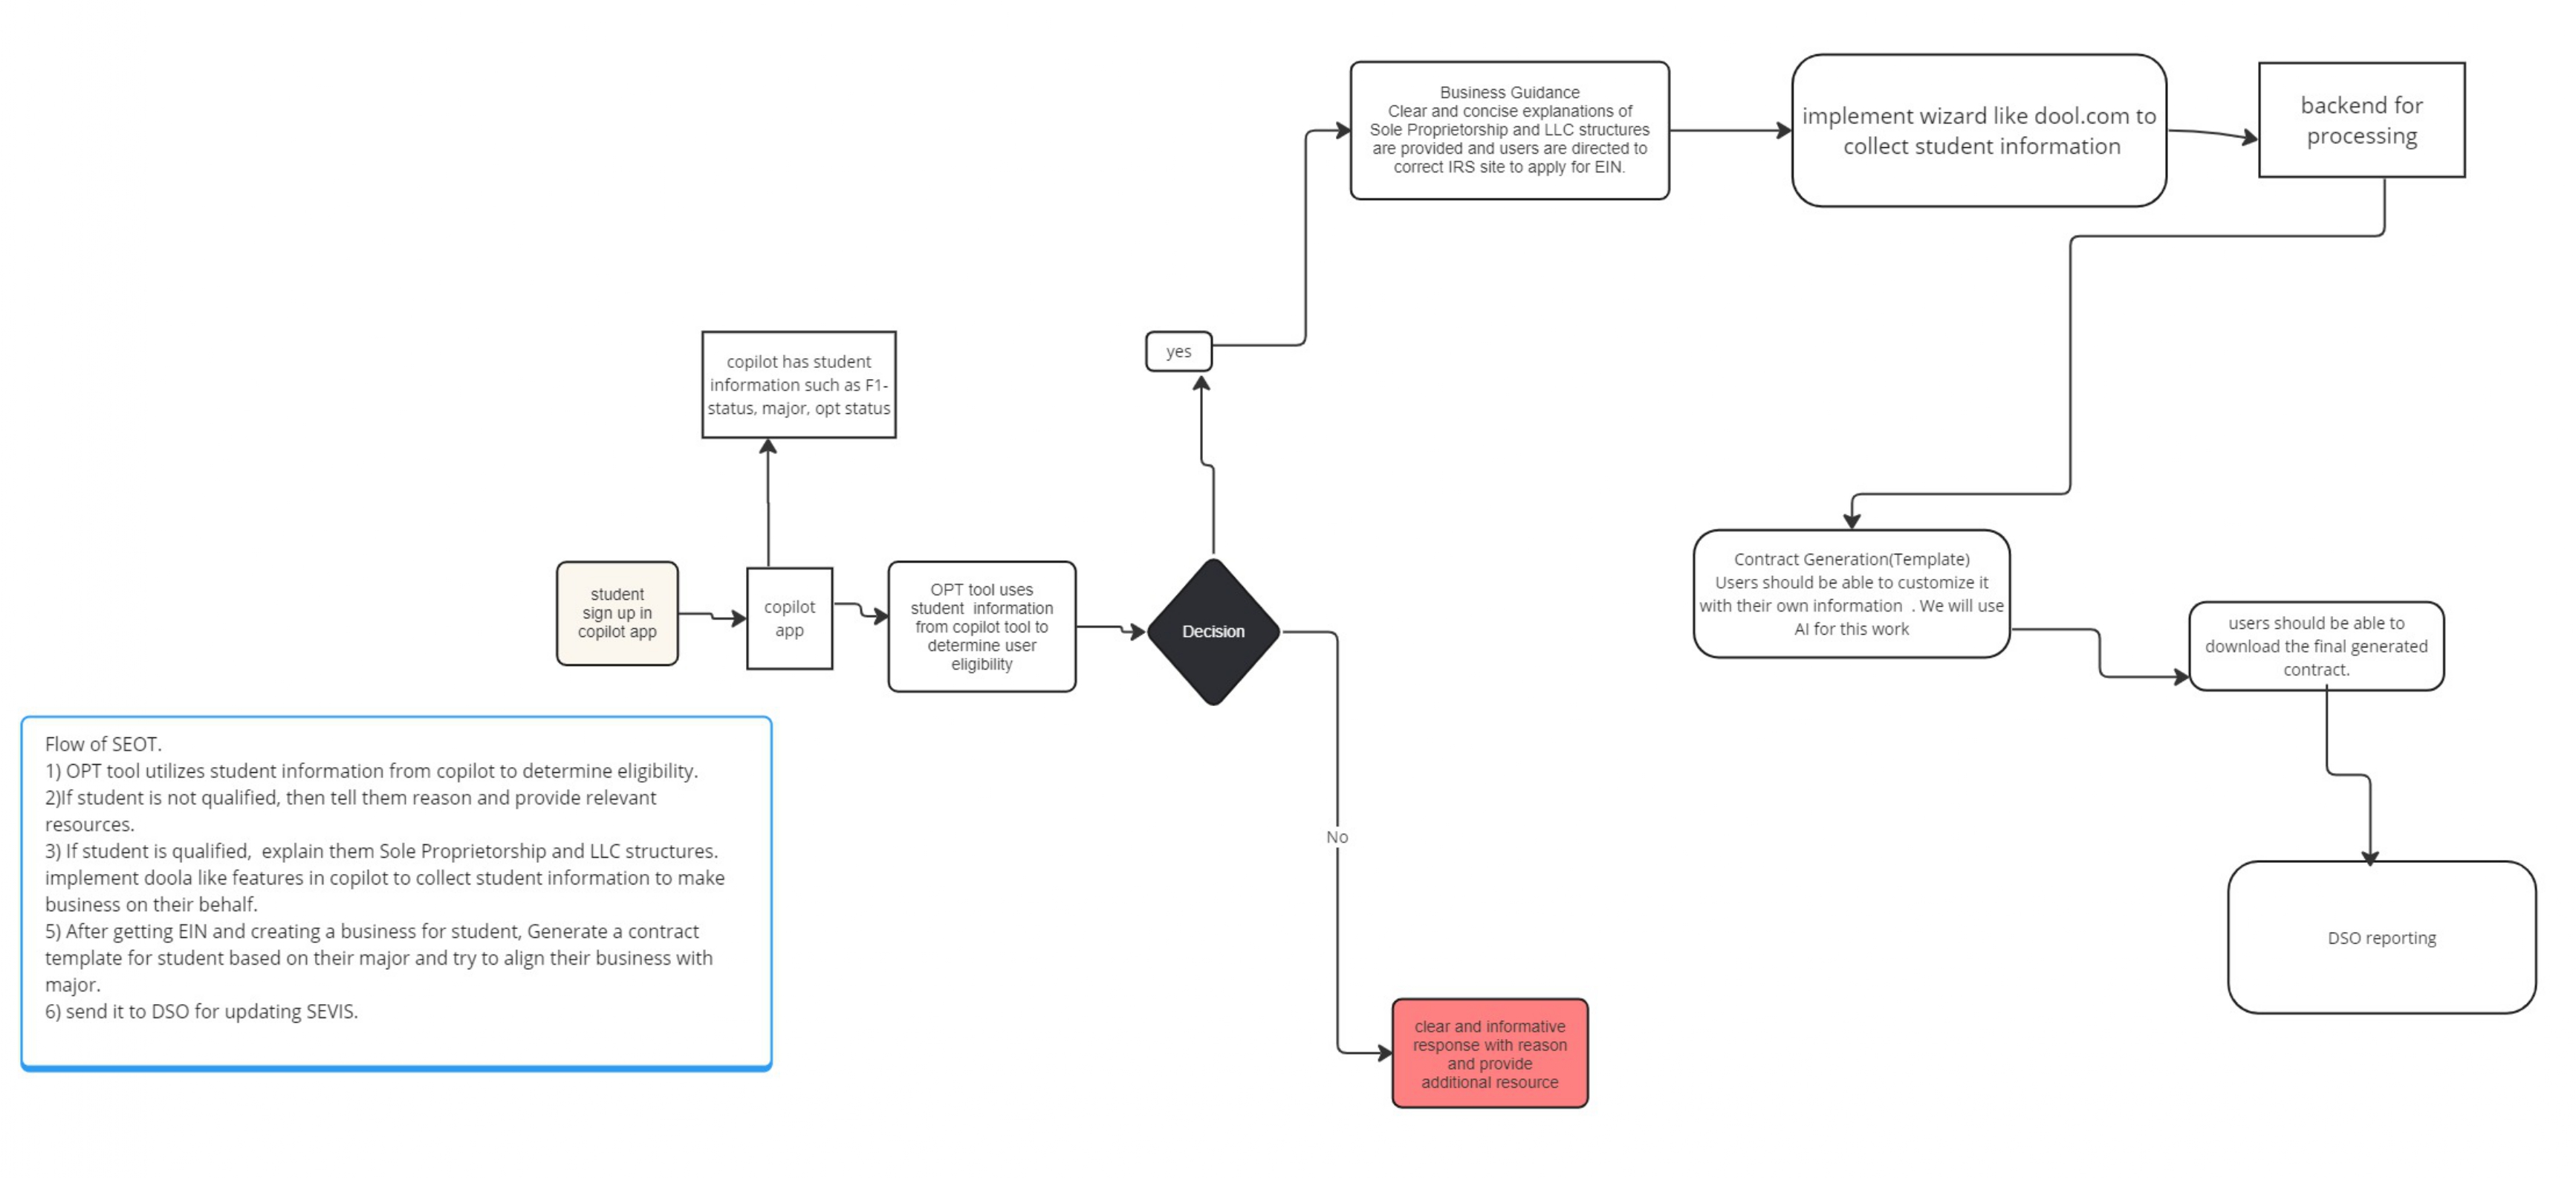 Business Guidance
Clear and concise explanations of
Sole Proprietorship and LLC structures
are provided and users are directed to
correct IRS site to apply for EIN.
implement wizard like dool.com to
collect student information
backend for
processing
copilot has student
information such as F1-
status, major, opt status
yes
student
sign up in
copilot app
copilot
app
OPT tool uses
student  information
from copilot tool to
determine user
eligibility
Decision
Contract Generation(Template)
Users should be able to customize it
with their own information  . We will use
AI for this work
users should be able to
download the final generated
contract.
Flow of SEOT.
1) OPT tool utilizes student information from copilot to determine eligibility.
2)If student is not qualified, then tell them reason and provide relevant
resources.
3) If student is qualified,  explain them Sole Proprietorship and LLC structures.
implement doola like features in copilot to collect student information to make
business on their behalf.
5) After getting EIN and creating a business for student, Generate a contract
template for student based on their major and try to align their business with
major.
6) send it to DSO for updating SEVIS.
No
DSO reporting
clear and informative
response with reason
and provide
additional resource